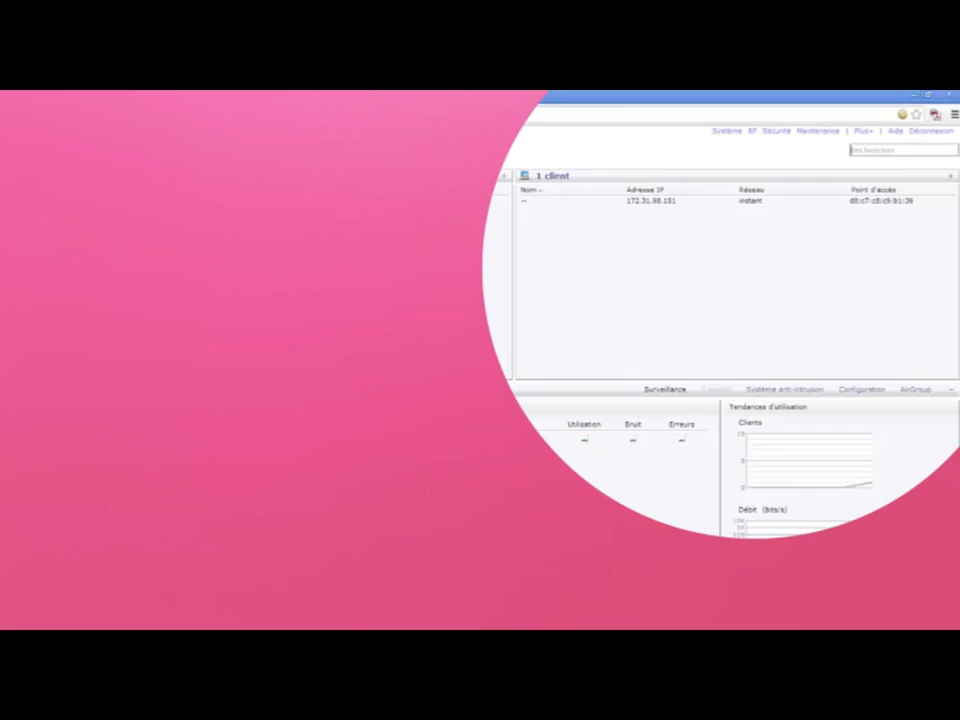 Système RF Sécurité Maintenance | Plus | Aide Déconnexion
Rechercher
1 client
Nom Adresse IP Réseau Point d'accès
-- 172.31.98.151 instant d8:c7:c8:c9:b1:36
Surveillance Système anti-intrusion Configuration AirGroup
Tendances d'utilisation
Utilisation Bruit Erreurs
Clients
10
0
Débit (bits/s)